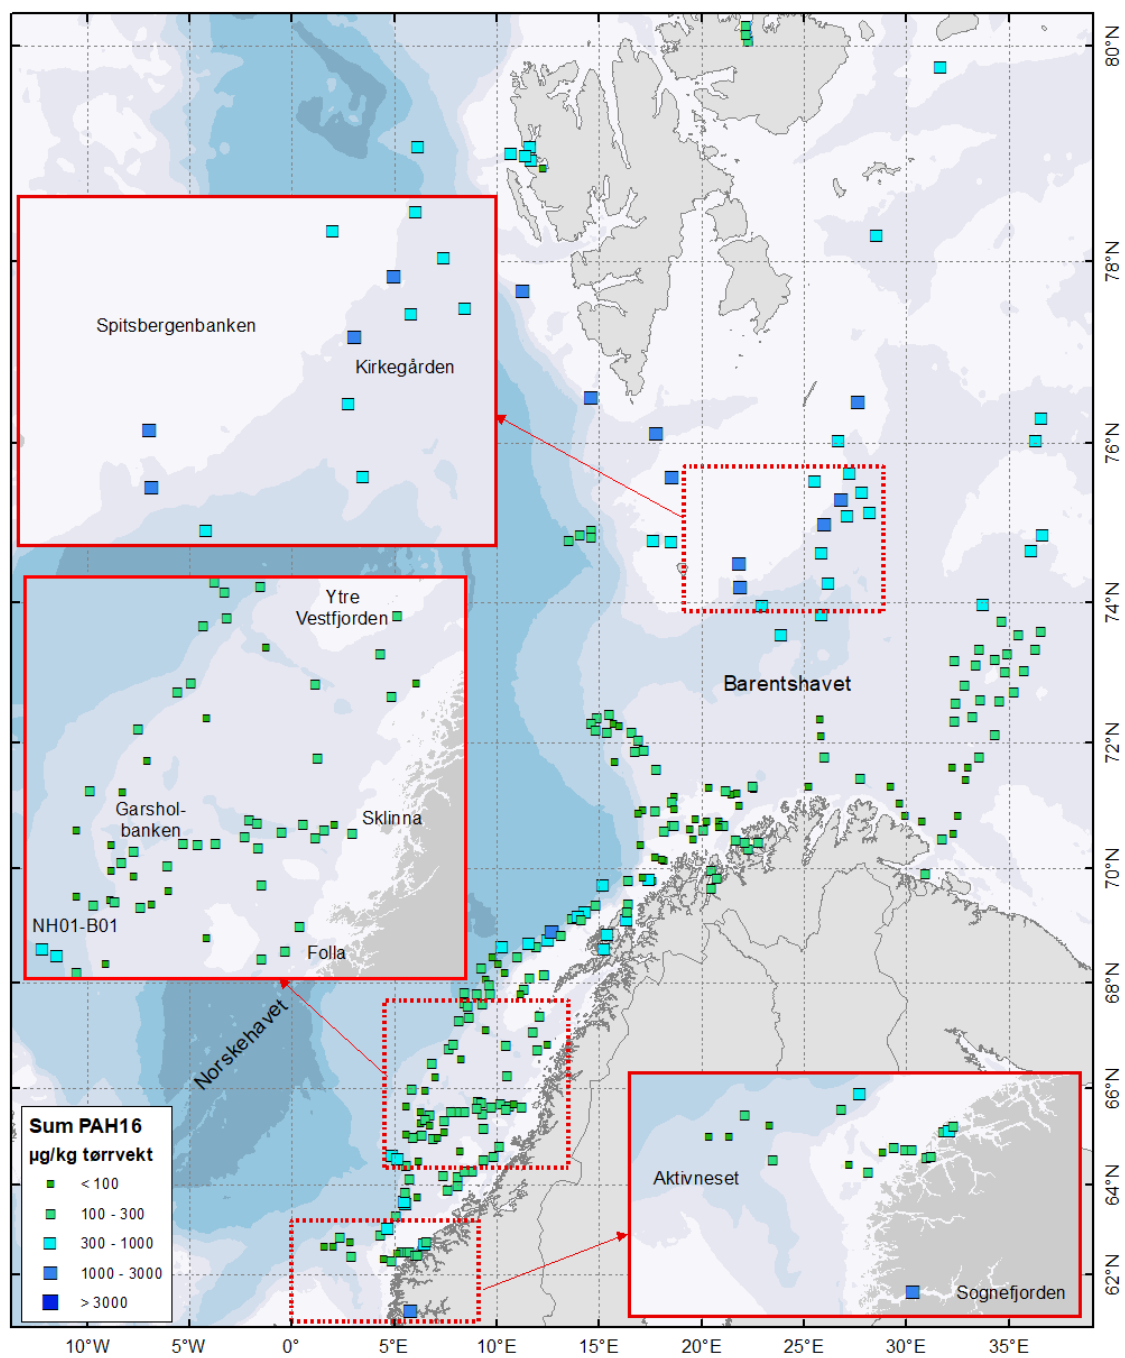 80°N
78°N
Spitsbergenbanken
Kirkegården
76°N
74°N
Ytre
Vestfjorden
Barentshavet
72°N
Garshol-
banken
Sklinna
70°N
NH01-B01
Folla
68°N
Norskehavet
66°N
Sum PAH16
µg/kg tørrvekt
< 100
100 - 300
300 - 1000
1000 - 3000
> 3000
Aktivneset
64°N
62°N
Sognefjorden
10°W
5°W
0°
5°E
10°E
15°E
20°E
25°E
30°E
35°E